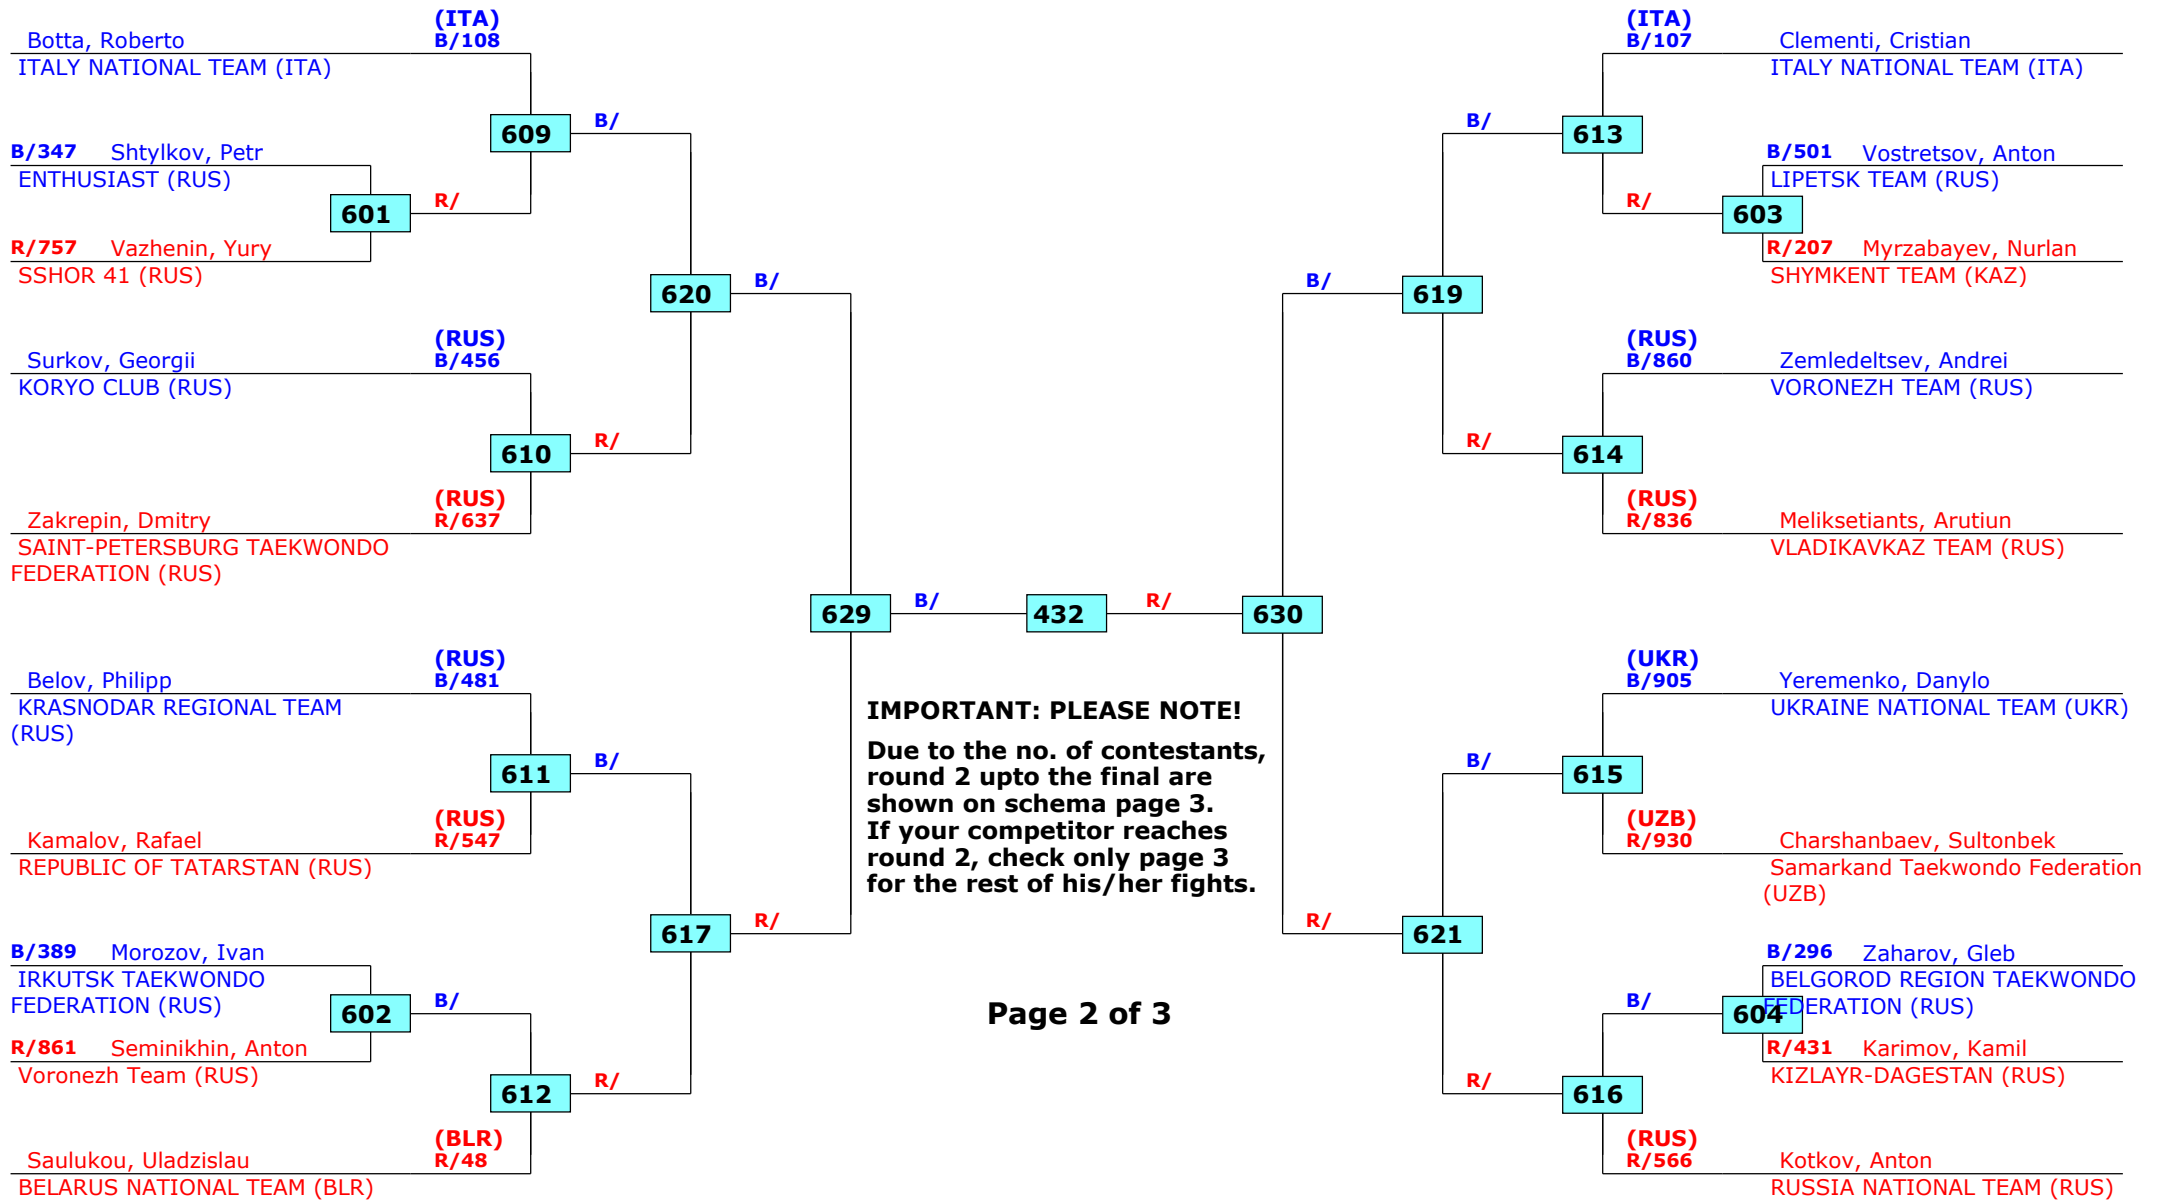 (ITA)
Botta, Roberto B/108
ITALY NATIONAL TEAM (ITA)
609 B/
B/347 Shtylkov, Petr
ENTHUSIAST (RUS)
601 R/
R/757 Vazhenin, Yury
SSHOR 41 (RUS)
620 B/
(RUS)
Surkov, Georgii B/456
KORYO CLUB (RUS)
610 R/
(RUS)
Zakrepin, Dmitry R/637
SAINT-PETERSBURG TAEKWONDO
FEDERATION (RUS)
629 B/ 432 R/ 630
(RUS)
Belov, Philipp B/481
KRASNODAR REGIONAL TEAM
(RUS)
611 B/
(RUS)
Kamalov, Rafael R/547
REPUBLIC OF TATARSTAN (RUS)
617 R/
B/389 Morozov, Ivan
IRKUTSK TAEKWONDO
FEDERATION (RUS)
602 B/
R/861 Seminikhin, Anton
Voronezh Team (RUS)
612 R/
(BLR)
Saulukou, Uladzislau R/48
BELARUS NATIONAL TEAM (BLR)
IMPORTANT: PLEASE NOTE!
Due to the no. of contestants,
round 2 upto the final are
shown on schema page 3.
If your competitor reaches
round 2, check only page 3
for the rest of his/her fights.
Page 2 of 3
(ITA)
B/107 Clementi, Cristian
ITALY NATIONAL TEAM (ITA)
B/ 613
B/501 Vostretsov, Anton
LIPETSK TEAM (RUS)
R/ 603
R/207 Myrzabayev, Nurlan
SHYMKENT TEAM (KAZ)
B/ 619
(RUS)
B/860 Zemledeltsev, Andrei
VORONEZH TEAM (RUS)
R/ 614
(RUS)
R/836 Meliksetiants, Arutiun
VLADIKAVKAZ TEAM (RUS)
(UKR)
B/905 Yeremenko, Danylo
UKRAINE NATIONAL TEAM (UKR)
B/ 615
(UZB)
R/930 Charshanbaev, Sultonbek
Samarkand Taekwondo Federation
(UZB)
R/ 621
B/296 Zaharov, Gleb
BELGOROD REGION TAEKWONDO
FEDERATION (RUS)
B/ 604
R/431 Karimov, Kamil
KIZLAYR-DAGESTAN (RUS)
R/ 616
(RUS)
R/566 Kotkov, Anton
RUSSIA NATIONAL TEAM (RUS)